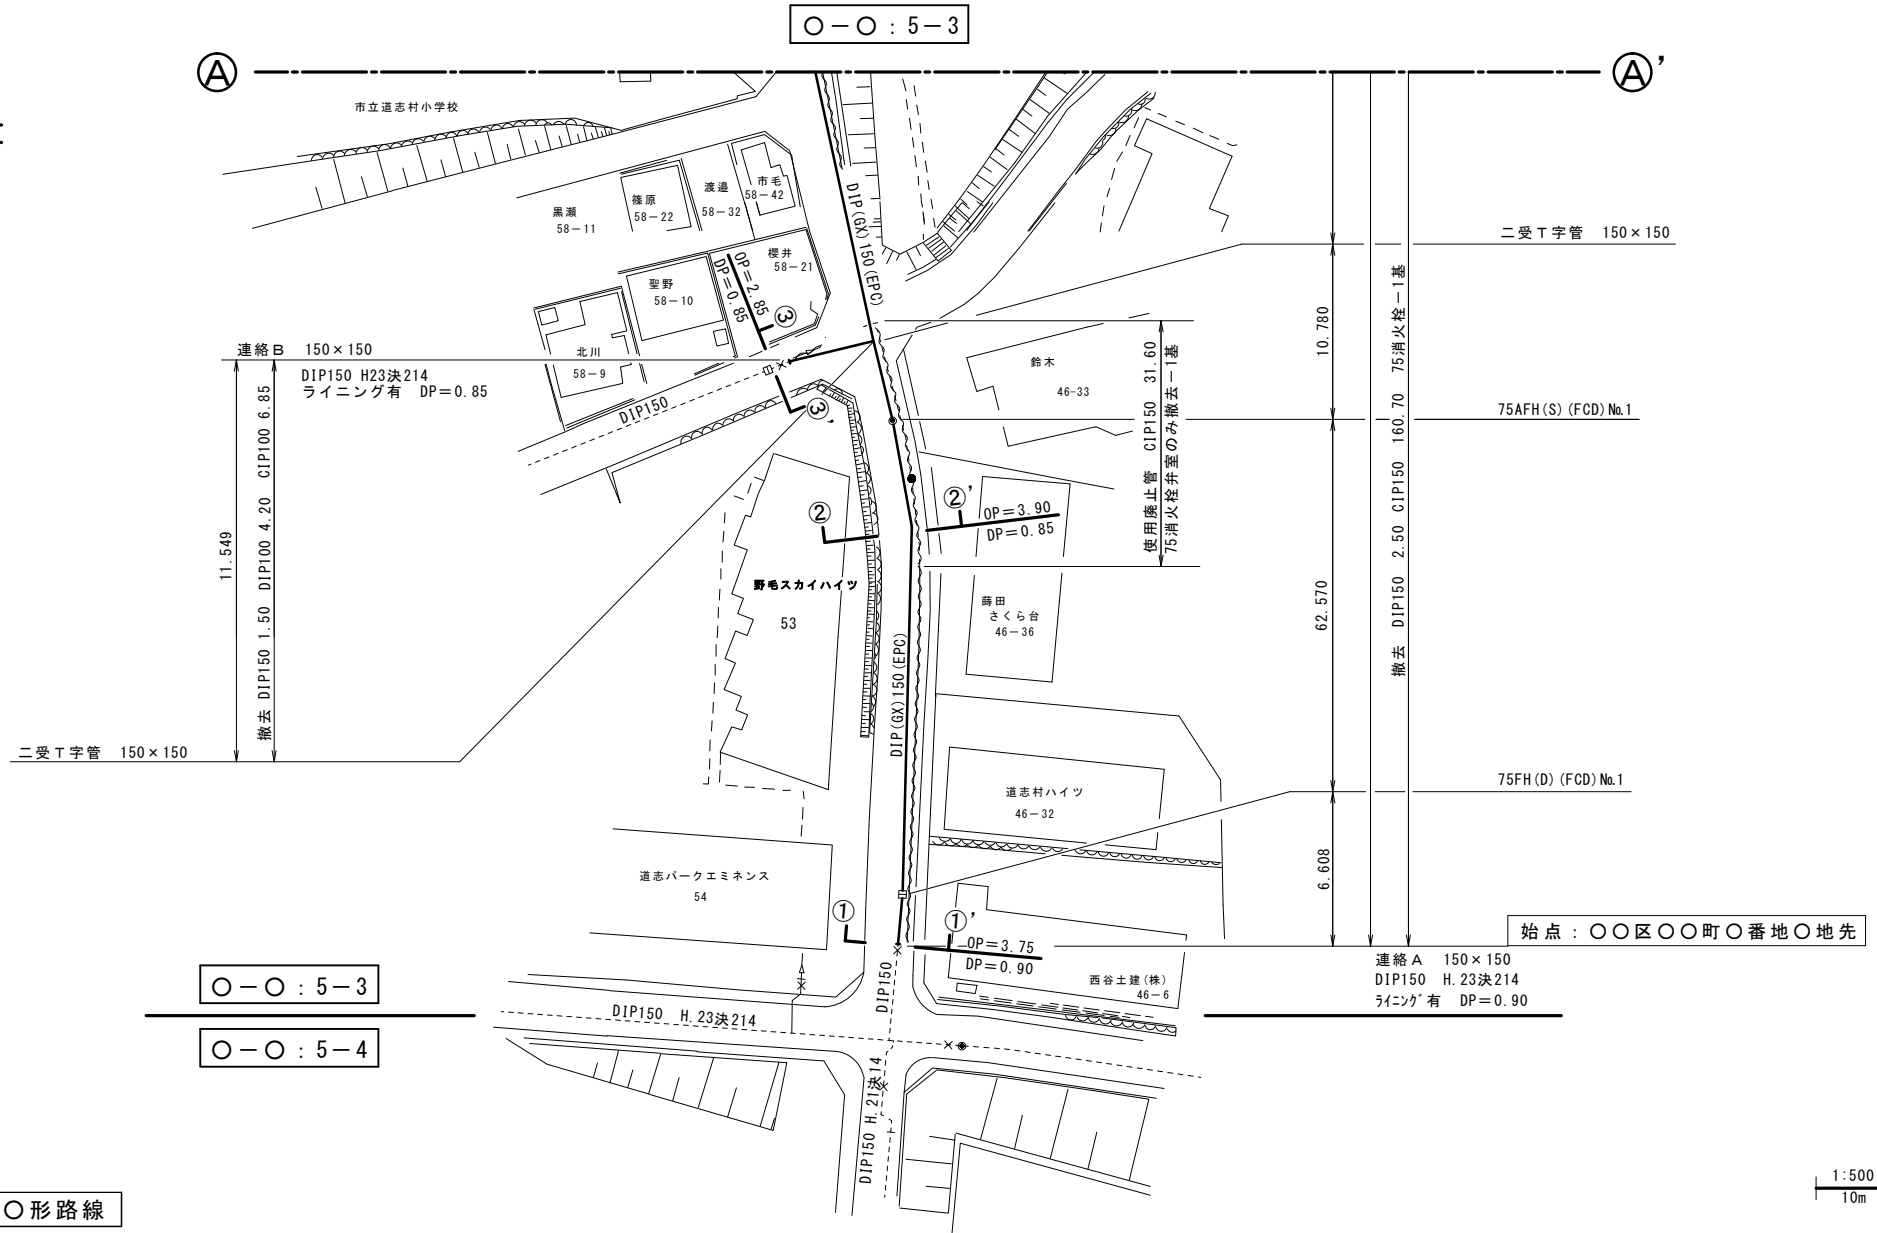 〇－〇：5－3
Ⓐ
Ⓐ’
市立道志村小学校
黒瀬
58－11
篠原
58－22
渡邉
58－32
市毛
58－42
櫻井
58－21
聖野
58－10
北川
58－9
OP＝2.85
DP＝0.85
③
③’
DIP(GX)150(EPC)
二受Ｔ字管　150×150
連絡Ｂ　150×150
DIP150 H23決214
ライニング有　DP＝0.85
DIP150
11.549
撤去 DIP150 1.50 DIP100 4.20 CIP100 6.85
二受Ｔ字管　150×150
鈴木
46-33
使用廃止管　CIP150　31.60
75消火栓弁室のみ撤去－1基
10.780
75AFH(S)(FCD)№1
撤去　DIP150　2.50 CIP150　160.70　75消火栓－1基
②
②’
OP＝3.90
DP＝0.85
野毛スカイハイツ
53
蒔田
さくら台
46－36
62.570
DIP(GX)150(EPC)
75FH(D)(FCD)№1
道志村ハイツ
46－32
6.608
道志パークエミネンス
54
①
①’
OP＝3.75
DP＝0.90
始点：〇〇区〇〇町〇番地〇地先
連絡Ａ　150×150
DIP150　H.23決214
ﾗｲﾆﾝｸﾞ有　DP＝0.90
西谷土建(株)
46－6
DIP150
〇－〇：5－3
〇－〇：5－4
DIP150　H.23決214
DIP150 H.21決14
〇形路線
1:500
10m